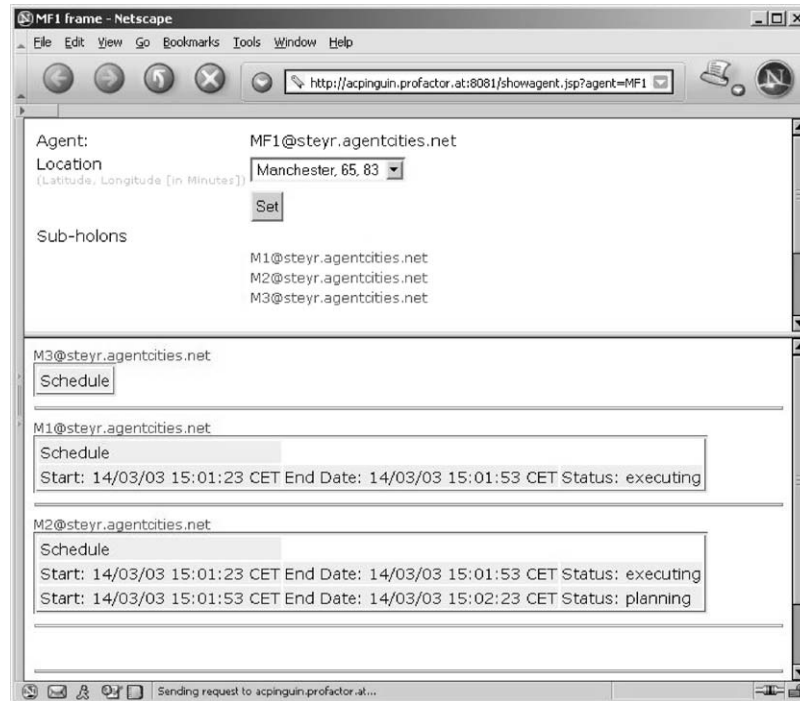 MF1 frame - Netscape
File Edit View Go Bookmarks Tools Window Help
http://acpinguin.profactor.at:8081/showagent.jsp?agent=MF1
N
Agent: MF1@steyr.agentcities.net
Location Manchester, 65, 83
(Latitude, Longitude [in Minutes])
Set
Sub-holons
M1@steyr.agentcities.net
M2@steyr.agentcities.net
M3@steyr.agentcities.net
M3@steyr.agentcities.net
Schedule
M1@steyr.agentcities.net
Schedule
Start: 14/03/03 15:01:23 CET End Date: 14/03/03 15:01:53 CET Status: executing
M2@steyr.agentcities.net
Schedule
Start: 14/03/03 15:01:23 CET End Date: 14/03/03 15:01:53 CET Status: executing
Start: 14/03/03 15:01:53 CET End Date: 14/03/03 15:02:23 CET Status: planning
Sending request to acpinguin.profactor.at...